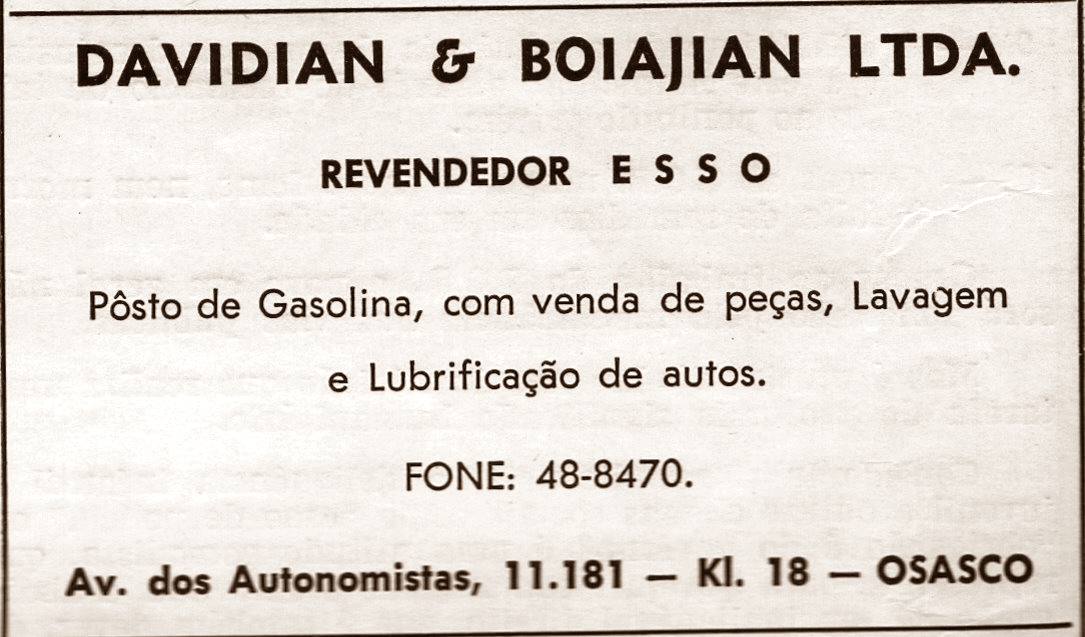 DAVIDIAN & BOIAJIAN LTDA.
REVENDEDOR E S S O
Pôsto de Gasolina, com venda de peças, Lavagem
e Lubrificação de autos.
FONE: 48-8470.
Av. dos Autonomistas, 11.181 — Kl. 18 — OSASCO